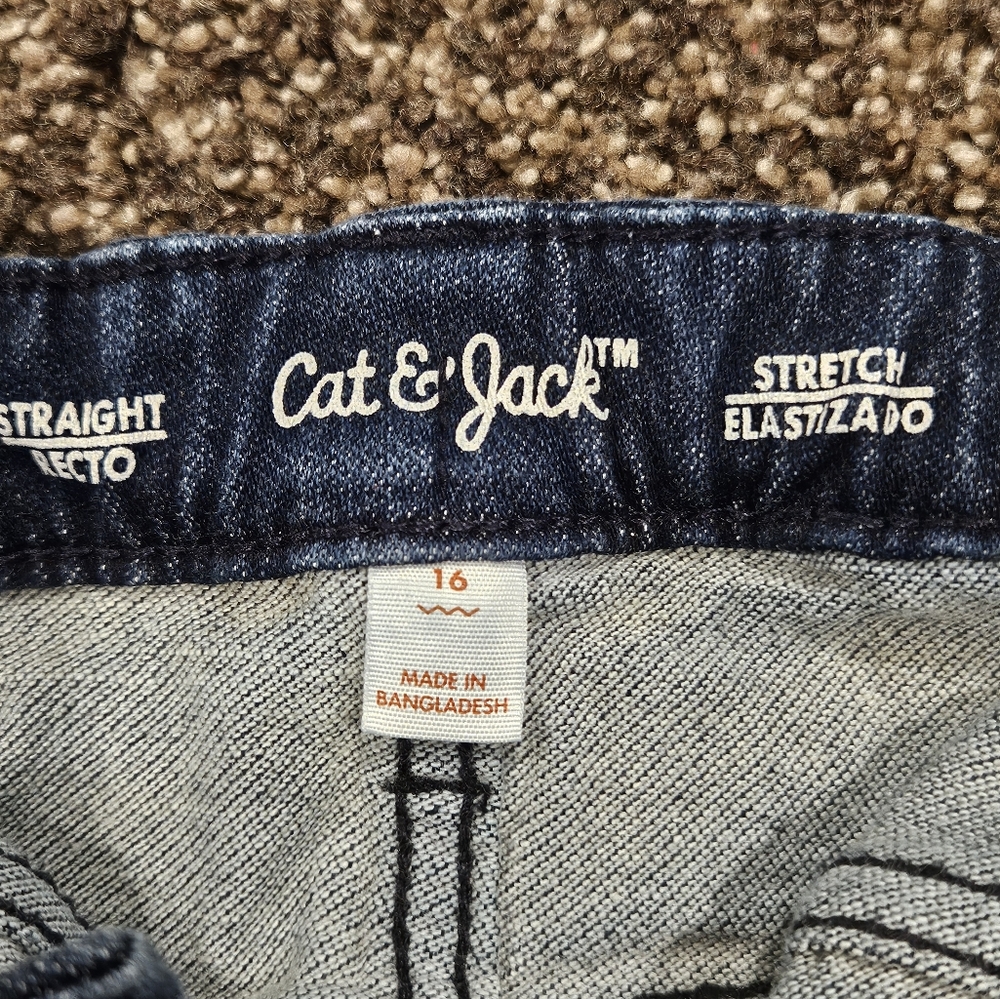 STRAIGHT
RECTO
Cat & Jack™
STRETCH
ELASTIZADO
16
MADE IN
BANGLADESH